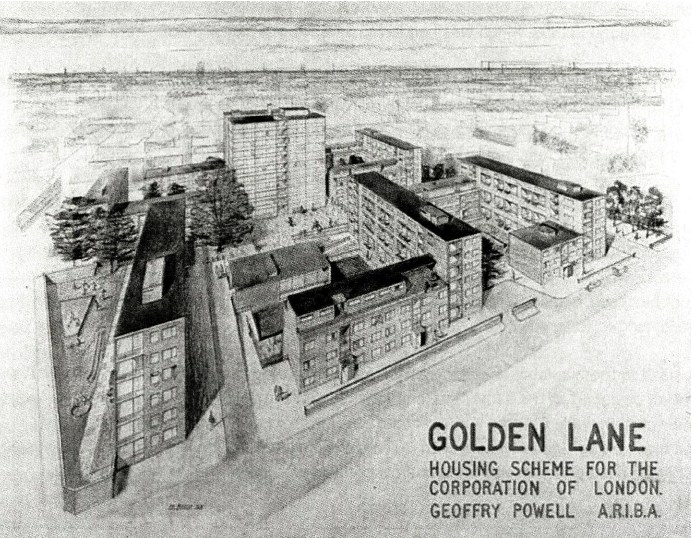 GOLDEN LANE
HOUSING SCHEME FOR THE
CORPORATION OF LONDON.
GEOFFRY POWELL A.R.I.B.A.